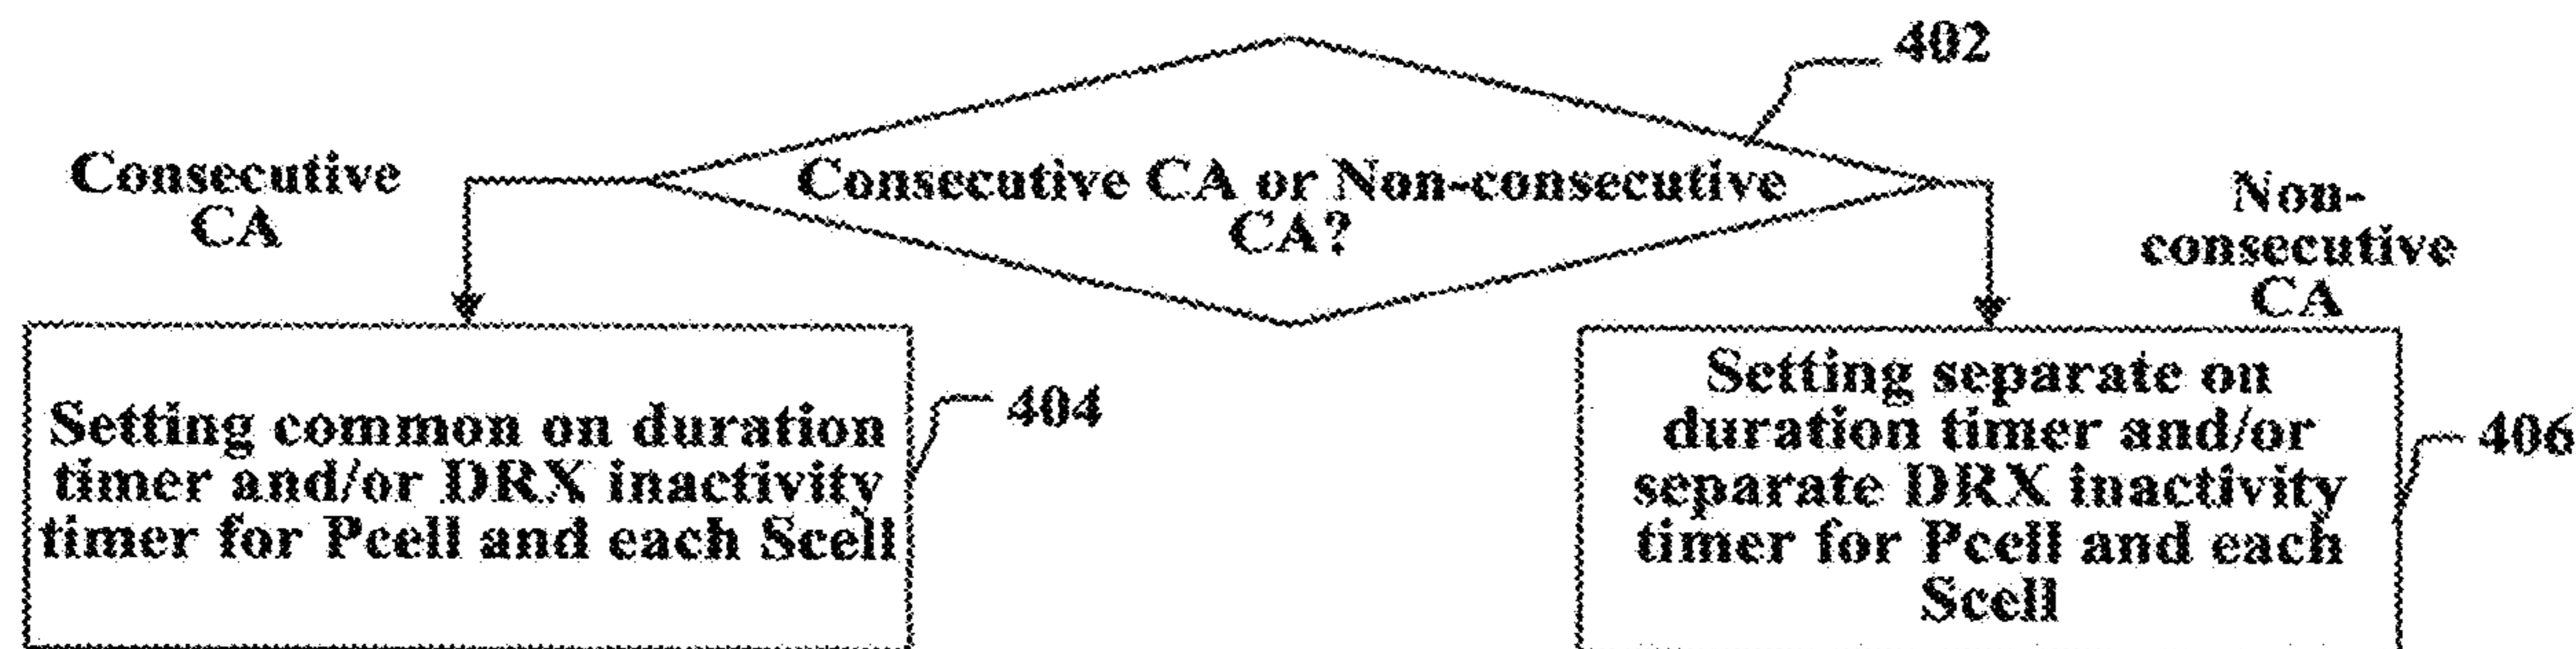 402
Consecutive
CA
Consecutive CA or Non-consecutive
CA?
Non-
consecutive
CA
Setting common on duration
timer and/or DRX inactivity
timer for Pcell and each Scell
404
Setting separate on
duration timer and/or
separate DRX inactivity
timer for Pcell and each
Scell
406